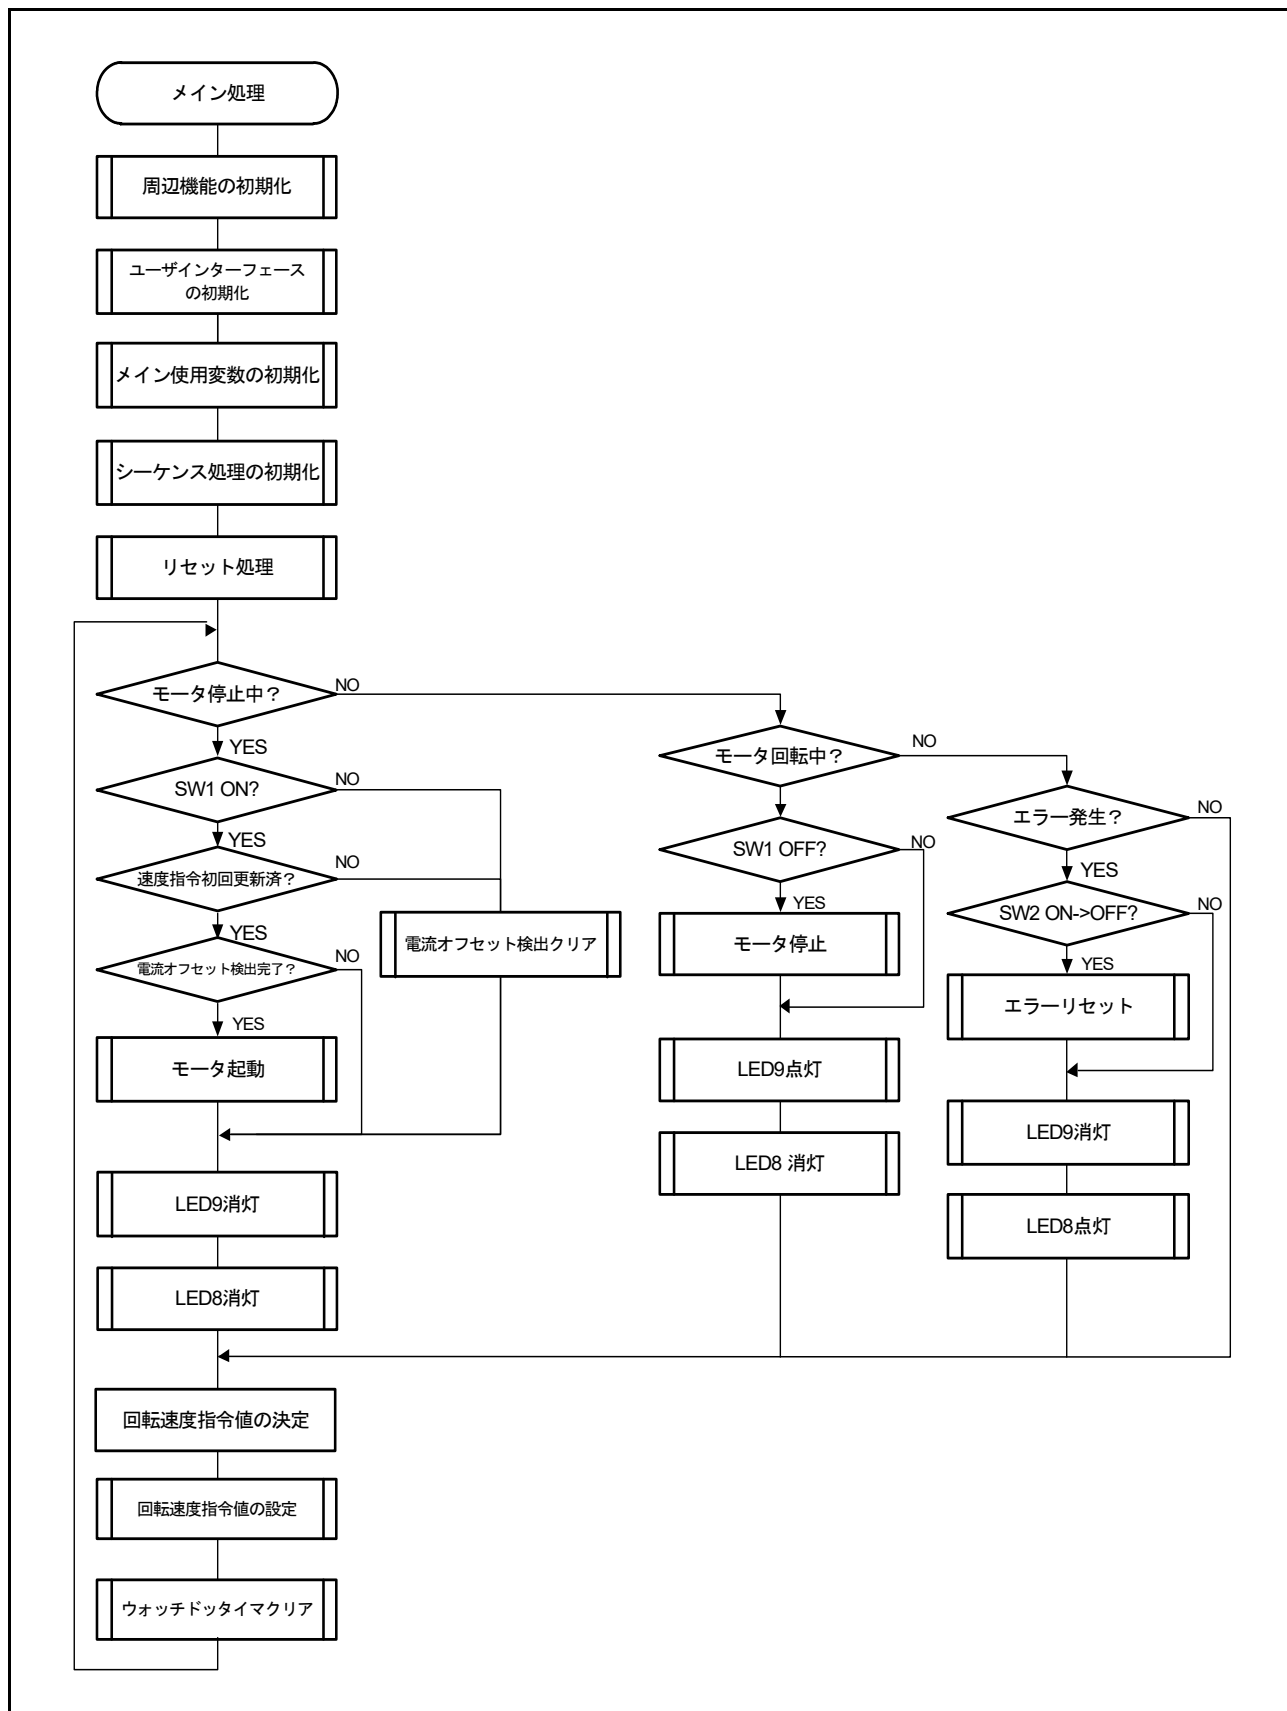 メイン処理
周辺機能の初期化
ユーザインターフェース
の初期化
メイン使用変数の初期化
シーケンス処理の初期化
リセット処理
モータ停止中？
NO
YES
SW1 ON?
NO
YES
速度指令初回更新済？
NO
YES
電流オフセット検出完了？
NO
YES
電流オフセット検出クリア
モータ起動
LED9消灯
LED8消灯
モータ回転中？
NO
SW1 OFF?
NO
YES
モータ停止
LED9点灯
LED8 消灯
エラー発生？
NO
YES
SW2 ON->OFF?
NO
YES
エラーリセット
LED9消灯
LED8点灯
回転速度指令値の決定
回転速度指令値の設定
ウォッチドッタイマクリア